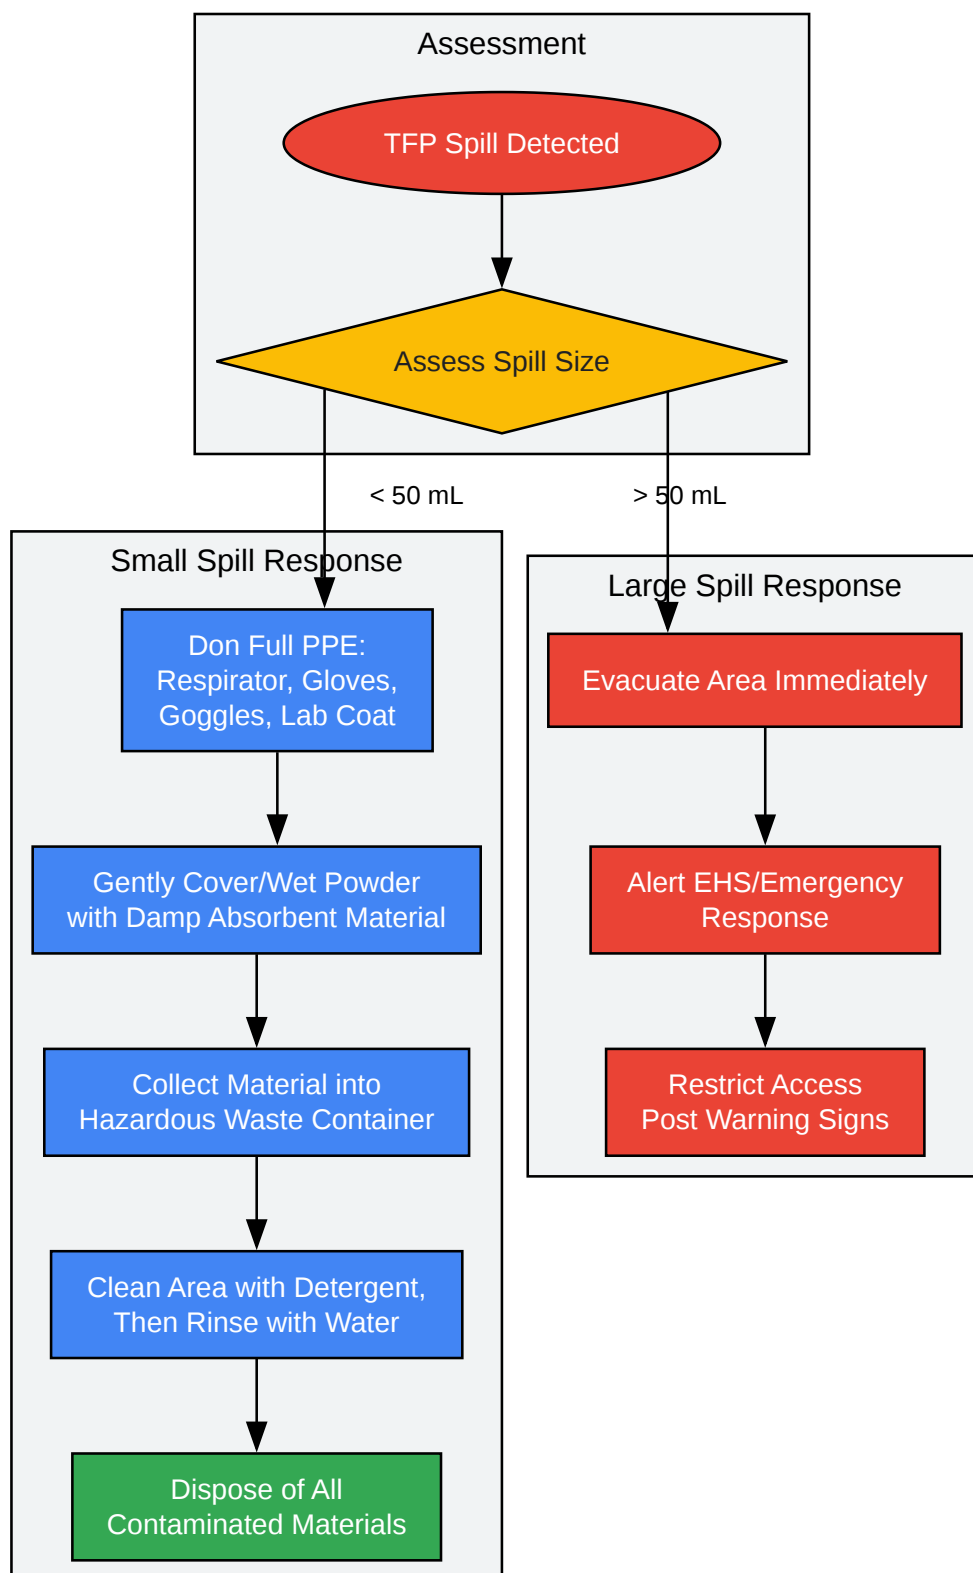 Assessment
TFP Spill Detected
Assess Spill Size
< 50 mL
> 50 mL
Small Spill Response
Don Full PPE:
Respirator, Gloves,
Goggles, Lab Coat
Gently Cover/Wet Powder
with Damp Absorbent Material
Collect Material into
Hazardous Waste Container
Clean Area with Detergent,
Then Rinse with Water
Dispose of All
Contaminated Materials
Large Spill Response
Evacuate Area Immediately
Alert EHS/Emergency
Response
Restrict Access
Post Warning Signs